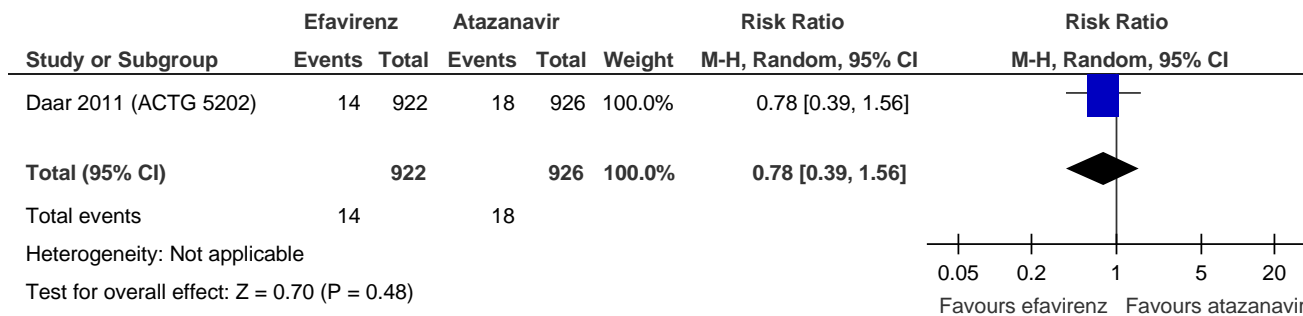 Efavirenz Atazanavir Risk Ratio Risk Ratio
Study or Subgroup Events Total Events Total Weight M-H, Random, 95% CI M-H, Random, 95% CI
Daar 2011 (ACTG 5202) 14 922 18 926 100.0% 0.78 [0.39, 1.56]
Total (95% CI) 922 926 100.0% 0.78 [0.39, 1.56]
Total events 14 18
Heterogeneity: Not applicable
Test for overall effect: Z = 0.70 (P = 0.48)
0.05 0.2 1 5 20
Favours efavirenz Favours atazanavir